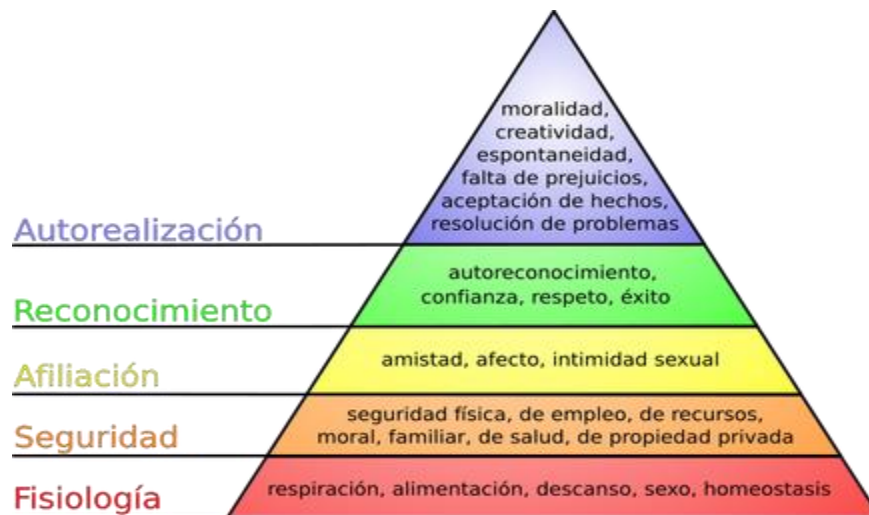 moralidad,
creatividad,
espontaneidad,
falta de prejuicios,
aceptación de hechos,
resolución de problemas
Autorealización
autoreconocimiento,
confianza, respeto, éxito
Reconocimiento
amistad, afecto, intimidad sexual
Afiliación
seguridad física, de empleo, de recursos,
moral, familiar, de salud, de propiedad privada
Seguridad
respiración, alimentación, descanso, sexo, homeostasis
Fisiología